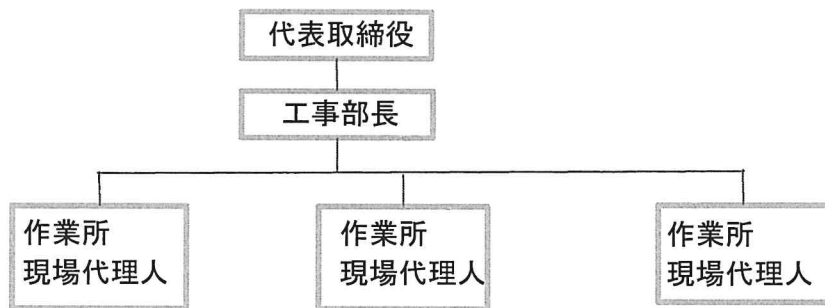 代表取締役
工事部長
作業所
現場代理人
作業所
現場代理人
作業所
現場代理人